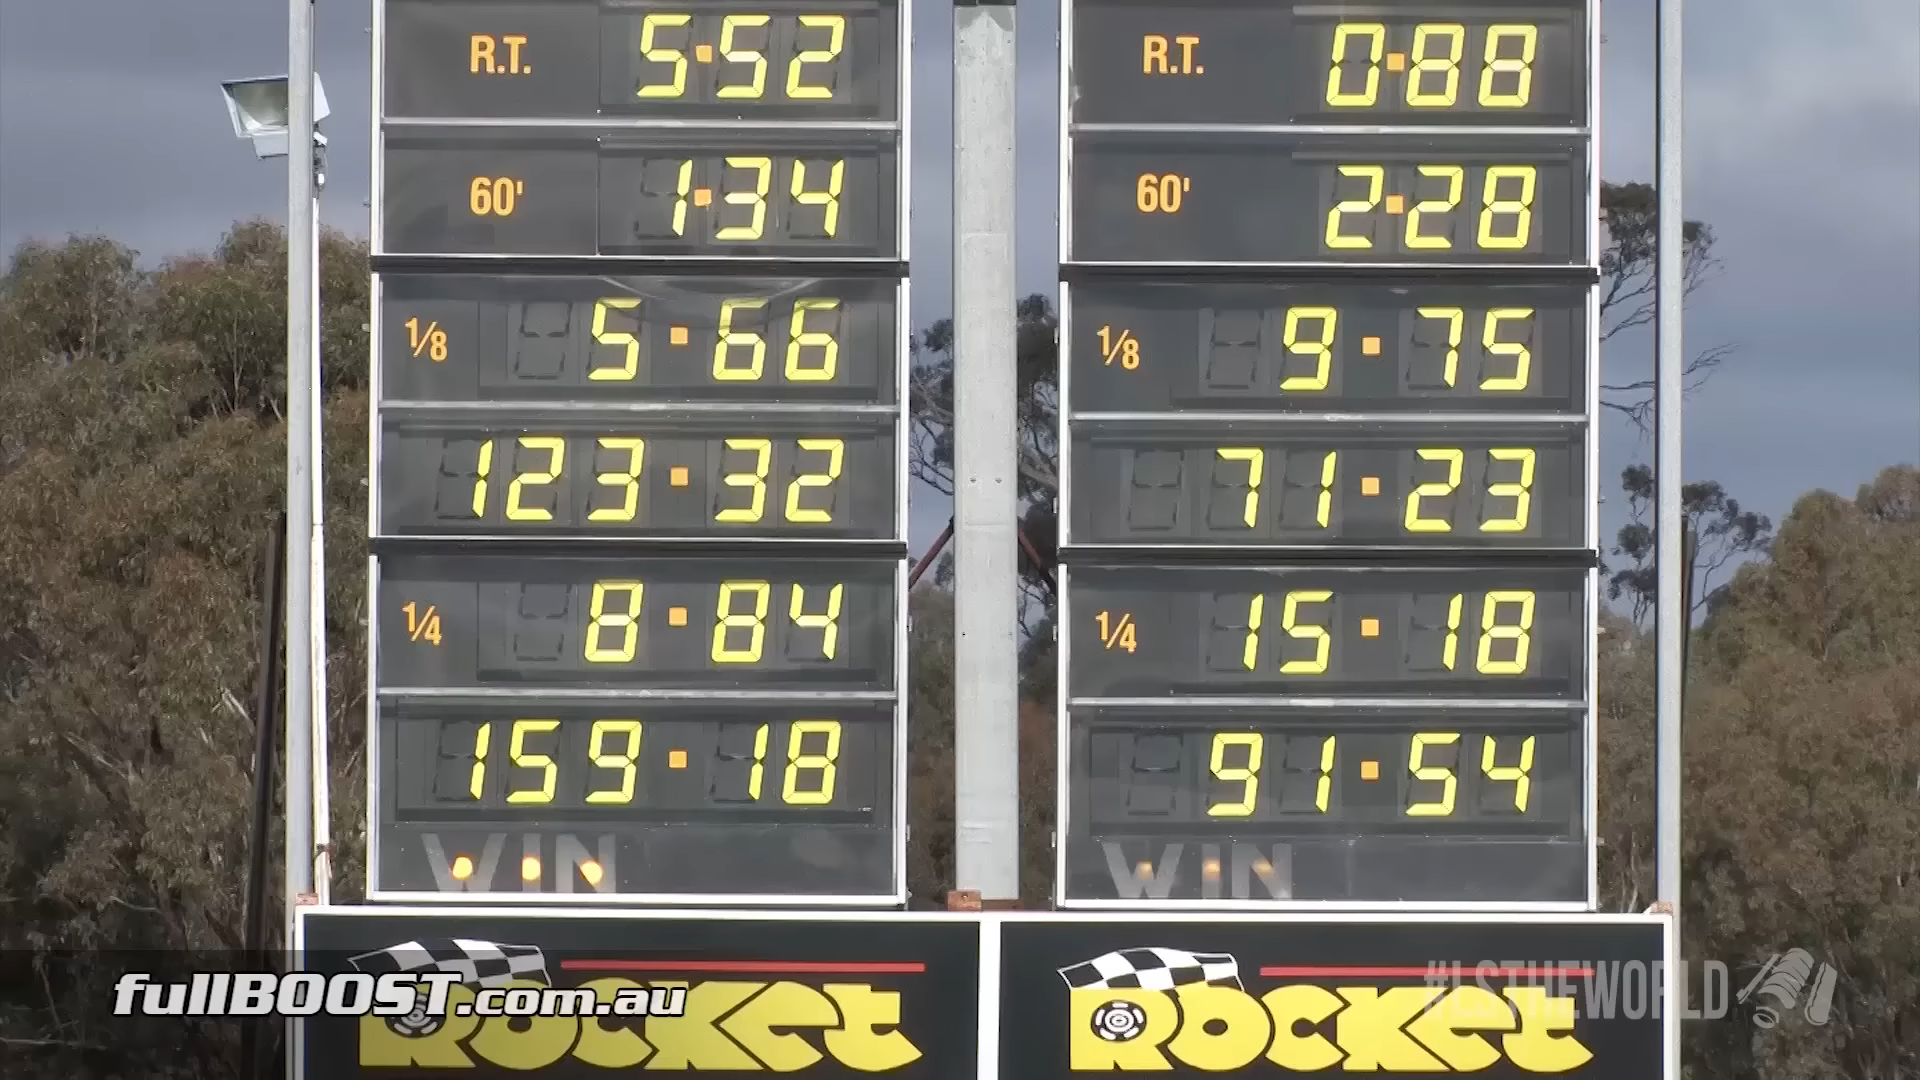 R.T. 5.52
60' 1.34
1/8 5.66
123.32
1/4 8.84
159.18
WIN
R.T. 0.88
60' 2.28
1/8 9.75
71.23
1/4 15.18
91.54
WIN
ROCKET
ROCKET
fullBOOST.com.au
#LSTHEWORLD